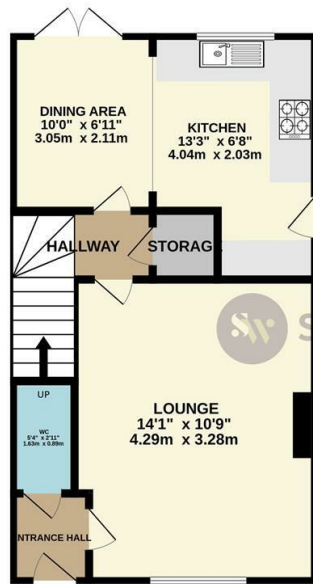 DINING AREA
10'0" x 6'11"
3.05m x 2.11m
KITCHEN
13'3" x 6'8"
4.04m x 2.03m
HALLWAY
STORAGE
SW S
UP
LOUNGE
14'1" x 10'9"
4.29m x 3.28m
WC
5'4" x 2'11"
1.63m x 0.89m
NTRANCE HALL